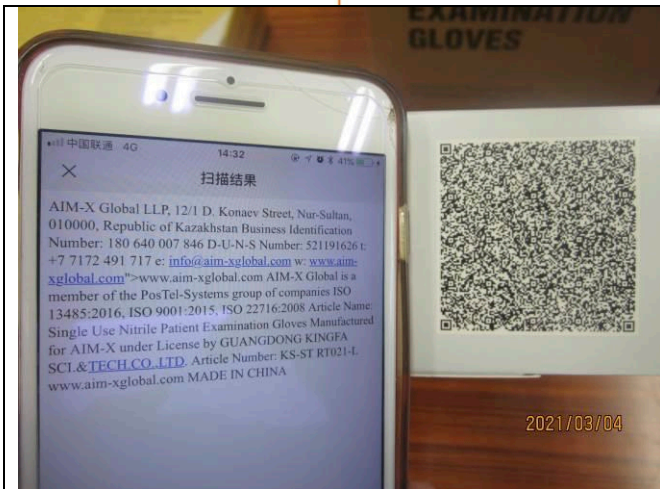 EXAMINATION
GLOVES
中国联通 4G
14:32
41%
扫描结果
AIM-X Global LLP, 12/1 D. Konaev Street, Nur-Sultan,
010000, Republic of Kazakhstan Business Identification
Number: 180 640 007 846 D-U-N-S Number: 521191626 t:
+7 7172 491 717 e: info@aim-xglobal.com w: www.aim-
xglobal.com">www.aim-xglobal.com AIM-X Global is a
member of the PosTel-Systems group of companies ISO
13485:2016, ISO 9001:2015, ISO 22716:2008 Article Name:
Single Use Nitrile Patient Examination Gloves Manufactured
for AIM-X under License by GUANGDONG KINGFA
SCI.&TECH.CO.,LTD. Article Number: KS-ST RT021-L
www.aim-xglobal.com MADE IN CHINA
2021/03/04